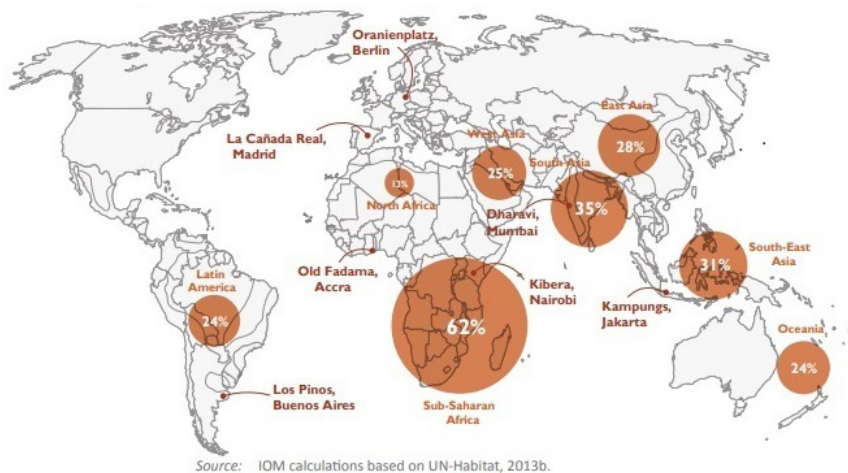 Oranienplatz,
Berlin
La Cañada Real,
Madrid
East Asia
28%
West Asia
25%
South Asia
35%
13%
North Africa
Dharavi,
Mumbai
Old Fadama,
Accra
Kibera,
Nairobi
South-East
Asia
31%
Kampungs,
Jakarta
Latin
America
24%
62%
Sub-Saharan
Africa
Oceania
24%
Los Pinos,
Buenos Aires
Source: IOM calculations based on UN-Habitat, 2013b.